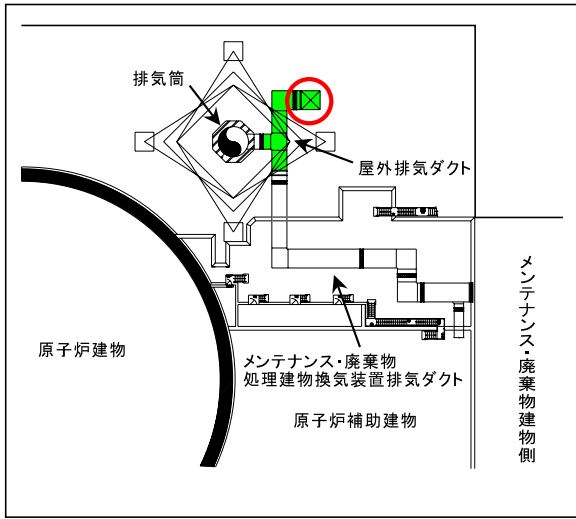 排気筒
屋外排気ダクト
メンテナンス・廃棄物建物側
原子炉建物
メンテナンス・廃棄物
処理建物換気装置排気ダクト
原子炉補助建物